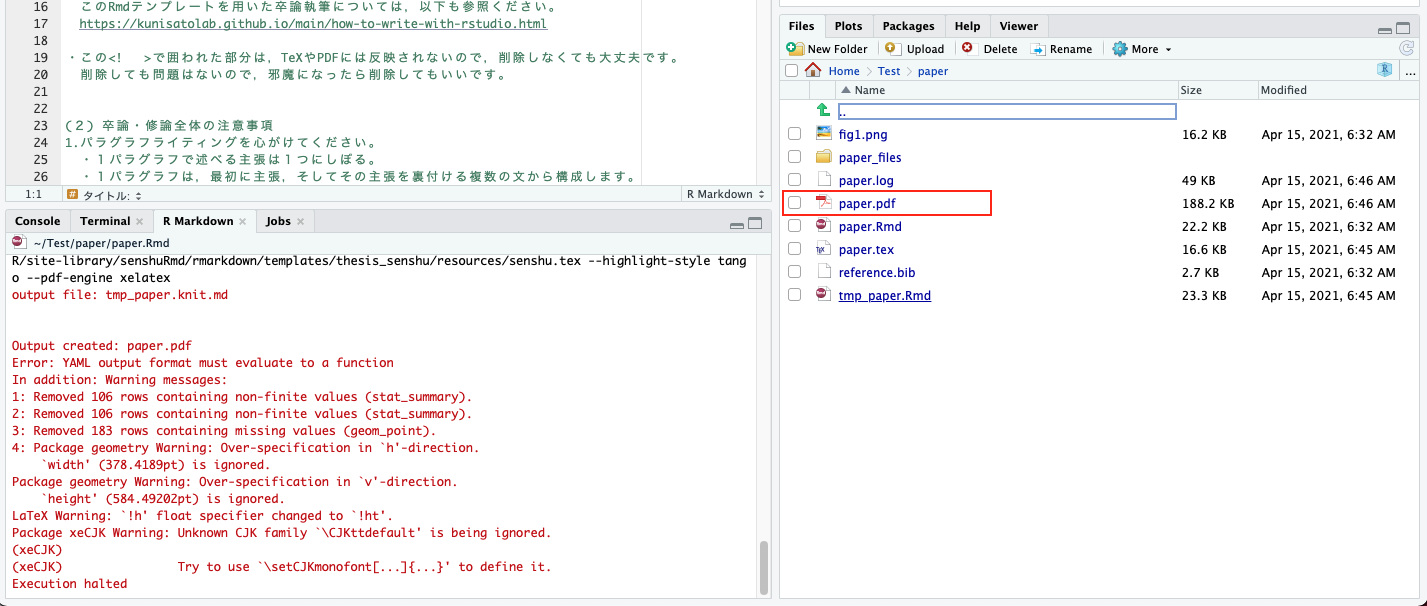 16 このRmdテンプレートを用いた卒論執筆については，以下も参照ください。
17 https://kunisatolab.github.io/main/how-to-write-with-rstudio.html
18
19 ・この<! >で囲われた部分は，TeXやPDFには反映されないので，削除しなくても大丈夫です。
20 削除しても問題はないので，邪魔になったら削除してもいいです。
21
22
23 (２) 卒論・修論全体の注意事項
24 1.パラグラフライティングを心がけてください。
25 ・１パラグラフで述べる主張は１つにしぼる。
26 ・１パラグラフは，最初に主張，そしてその主張を裏付ける複数の文から構成します。
1:1 # タイトル: R Markdown
Console Terminal × R Markdown × Jobs ×
~/Test/paper/paper.Rmd
R/site-library/senshuRmd/rmarkdown/templates/thesis_senshu/resources/senshu.tex --highlight-style tang
o --pdf-engine xelatex
output file: tmp_paper.knit.md
Output created: paper.pdf
Error: YAML output format must evaluate to a function
In addition: Warning messages:
1: Removed 106 rows containing non-finite values (stat_summary).
2: Removed 106 rows containing non-finite values (stat_summary).
3: Removed 183 rows containing missing values (geom_point).
4: Package geometry Warning: Over-specification in `h'-direction.
`width' (378.4189pt) is ignored.
Package geometry Warning: Over-specification in `v'-direction.
`height' (584.49202pt) is ignored.
LaTeX Warning: `!h' float specifier changed to `!ht'.
Package xeCJK Warning: Unknown CJK family `\CJKttdefault' is being ignored.
(xeCJK)
(xeCJK) Try to use `\setCJKmonofont[...]{...}' to define it.
Execution halted
Files Plots Packages Help Viewer
New Folder Upload Delete Rename More
Home Test paper R ...
Name Size Modified
..
fig1.png 16.2 KB Apr 15, 2021, 6:32 AM
paper_files
paper.log 49 KB Apr 15, 2021, 6:46 AM
paper.pdf 188.2 KB Apr 15, 2021, 6:46 AM
paper.Rmd 22.2 KB Apr 15, 2021, 6:32 AM
paper.tex 16.6 KB Apr 15, 2021, 6:45 AM
reference.bib 2.7 KB Apr 15, 2021, 6:32 AM
tmp_paper.Rmd 23.3 KB Apr 15, 2021, 6:45 AM